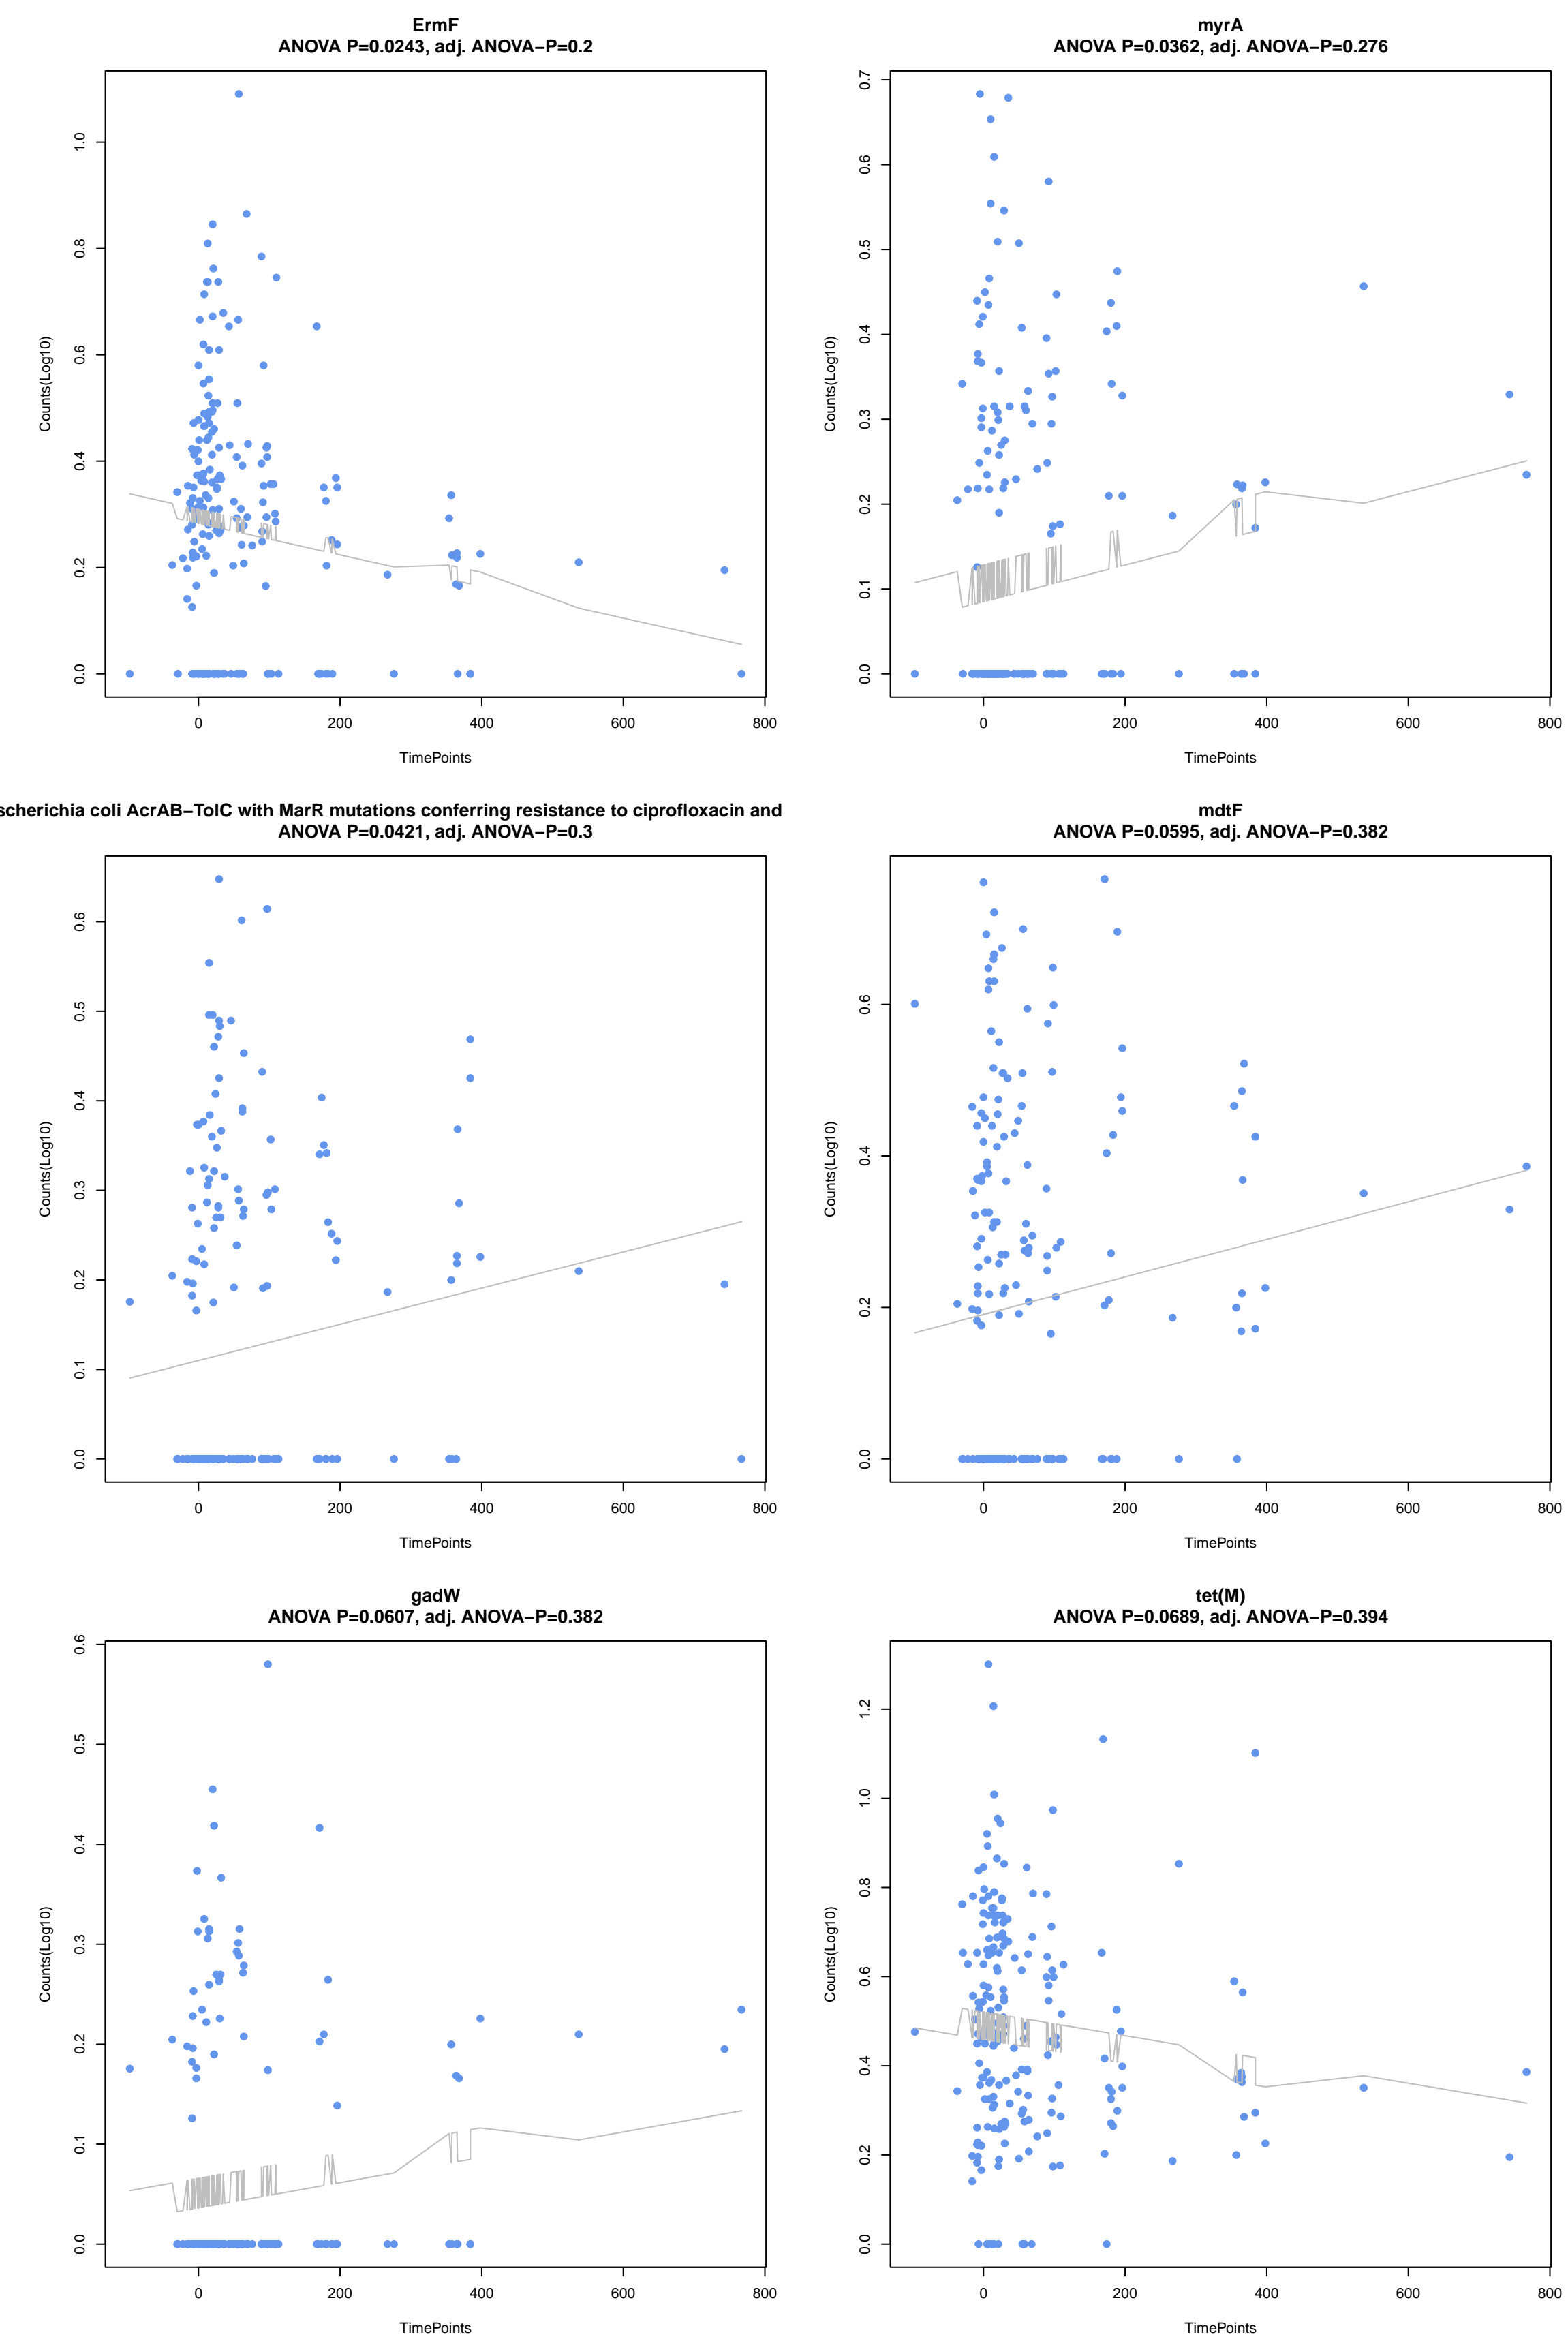 ErmF
ANOVA P=0.0243, adj. ANOVA−P=0.2
Counts(Log10)
0.0 0.2 0.4 0.6 0.8 1.0
0 200 400 600 800
TimePoints
myrA
ANOVA P=0.0362, adj. ANOVA−P=0.276
Counts(Log10)
0.0 0.1 0.2 0.3 0.4 0.5 0.6 0.7
0 200 400 600 800
TimePoints
scherichia coli AcrAB−TolC with MarR mutations conferring resistance to ciprofloxacin and
ANOVA P=0.0421, adj. ANOVA−P=0.3
Counts(Log10)
0.0 0.1 0.2 0.3 0.4 0.5 0.6
0 200 400 600 800
TimePoints
mdtF
ANOVA P=0.0595, adj. ANOVA−P=0.382
Counts(Log10)
0.0 0.2 0.4 0.6
0 200 400 600 800
TimePoints
gadW
ANOVA P=0.0607, adj. ANOVA−P=0.382
Counts(Log10)
0.0 0.1 0.2 0.3 0.4 0.5 0.6
0 200 400 600 800
TimePoints
tet(M)
ANOVA P=0.0689, adj. ANOVA−P=0.394
Counts(Log10)
0.0 0.2 0.4 0.6 0.8 1.0 1.2
0 200 400 600 800
TimePoints